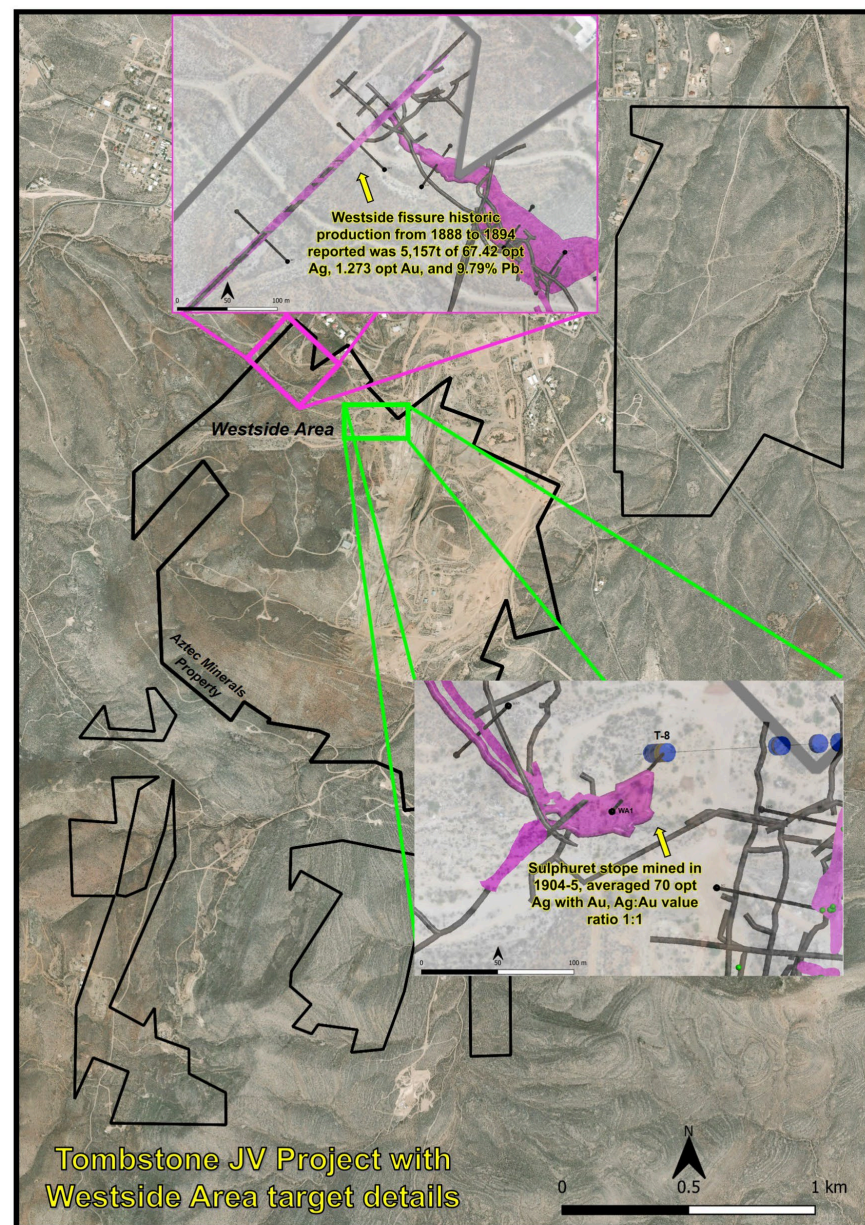 Westside fissure historic
production from 1888 to 1894
reported was 5,157t of 67.42 opt
Ag, 1.273 opt Au, and 9.79% Pb.
0 50 100 m
Westside Area
Aztec Minerals
Property
T-8
WA1
Sulphuret stope mined in
1904-5, averaged 70 opt
Ag with Au, Ag:Au value
ratio 1:1
0 50 100 m
Tombstone JV Project with
Westside Area target details
N
0 0.5 1 km